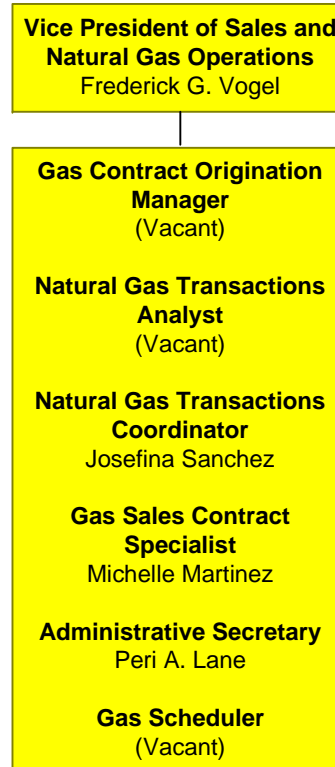 Vice President of Sales and
Natural Gas Operations
Frederick G. Vogel
Gas Contract Origination
Manager
(Vacant)
Natural Gas Transactions
Analyst
(Vacant)
Natural Gas Transactions
Coordinator
Josefina Sanchez
Gas Sales Contract
Specialist
Michelle Martinez
Administrative Secretary
Peri A. Lane
Gas Scheduler
(Vacant)